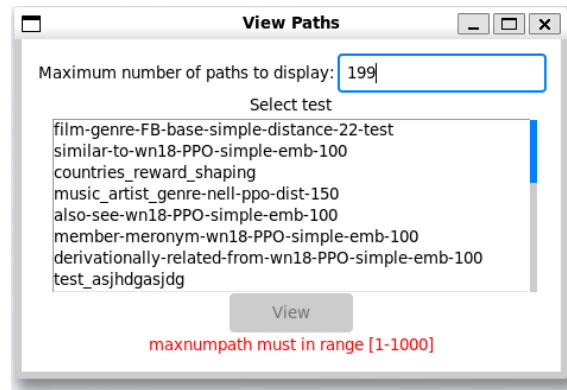 View Paths
Maximum number of paths to display: 199
Select test
film-genre-FB-base-simple-distance-22-test
similar-to-wn18-PPO-simple-emb-100
countries_reward_shaping
music_artist_genre-nell-ppo-dist-150
also-see-wn18-PPO-simple-emb-100
member-meronym-wn18-PPO-simple-emb-100
derivationally-related-from-wn18-PPO-simple-emb-100
test_asjhdgasjdg
View
maxnumpath must in range [1-1000]